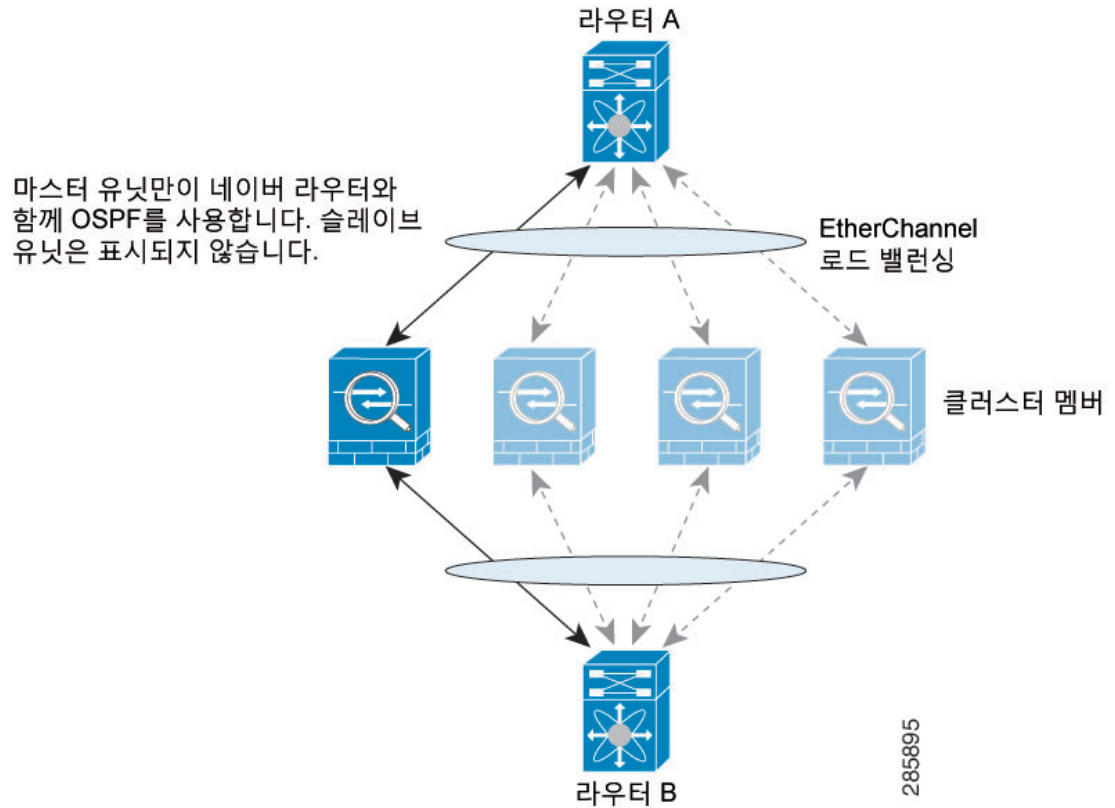 라우터 A
마스터 유닛만이 네이버 라우터와
함께 OSPF를 사용합니다. 슬레이브
유닛은 표시되지 않습니다.
EtherChannel
로드 밸런싱
클러스터 멤버
라우터 B
285895